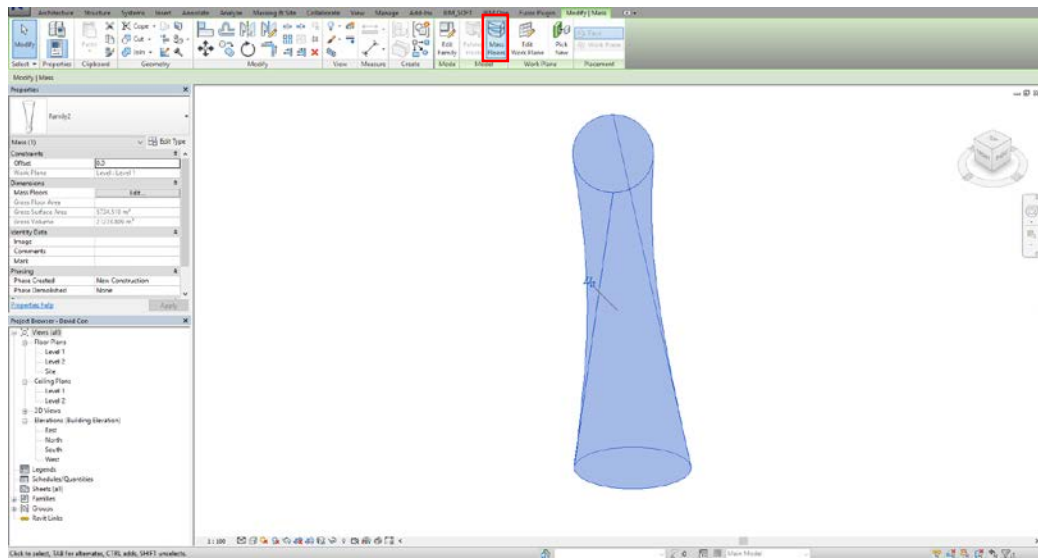 Architecture Structure Systems Insert Annotate Analyze Massing & Site Collaborate View Manage Add-Ins Modify | Mass
Modify
Cope
Cut
Join
Edit Family
Mass Floors
Edit Work Plane
Pick New
Select Properties Clipboard Geometry Modify View Measure Create Mode Model Work Plane Placement
Modify | Mass
Properties
Family2
Mass (1) Edit Type
Constraints
Offset 0.0
Work Plane Level : Level 1
Dimensions
Mass Floors Edit...
Gross Floor Area
Gross Surface Area
Gross Volume
Identity Data
Image
Comments
Mark
Phasing
Phase Created New Construction
Phase Demolished None
Properties help Apply
Views (all)
Floor Plans
Level 1
Level 2
Site
Ceiling Plans
Level 1
Level 2
3D Views
Elevations (Building Elevation)
East
North
South
West
Legends
Schedules/Quantities
Sheets (all)
Families
Groups
Revit Links
1 : 100
Click to select, TAB for alternates, CTRL adds, SHIFT unselects. 0 Main Model